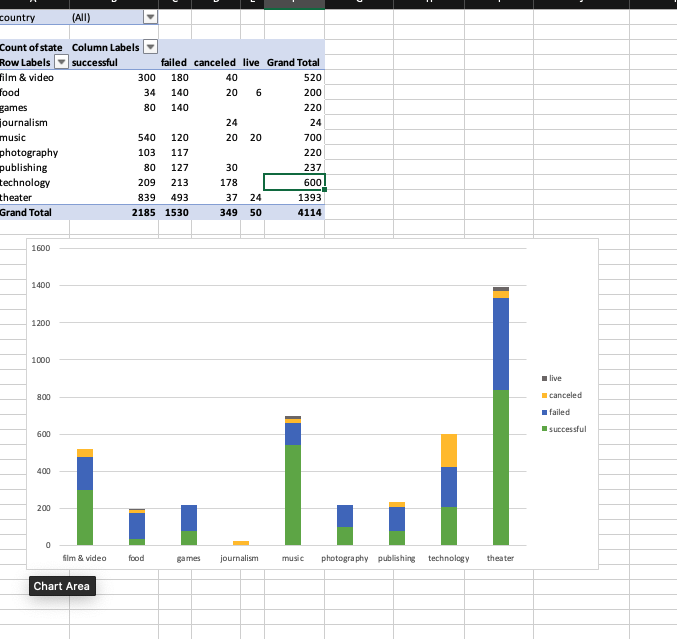 country (All)
Count of state Column Labels
Row Labels successful failed canceled live Grand Total
film & video 300 180 40 520
food 34 140 20 6 200
games 80 140 220
journalism 24 24
music 540 120 20 20 700
photography 103 117 220
publishing 80 127 30 237
technology 209 213 178 600
theater 839 493 37 24 1393
Grand Total 2185 1530 349 50 4114
1600
1400
1200
1000
800
600
400
200
0
live
canceled
failed
successful
film & video food games journalism music photography publishing technology theater
Chart Area